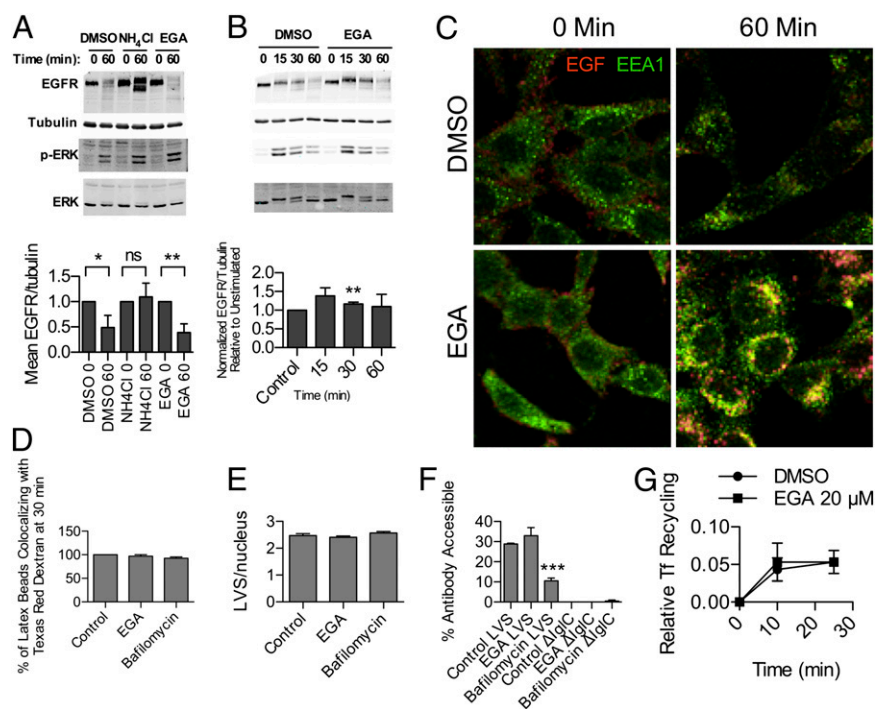 A
DMSO NH4Cl EGA
Time (min): 0 60 0 60 0 60
EGFR
Tubulin
p-ERK
ERK
Mean EGFR/tubulin
1.5
1.0
0.5
0.0
* ns **
DMSO 0
DMSO 60
NH4Cl 0
NH4Cl 60
EGA 0
EGA 60
B
DMSO EGA
0 15 30 60 0 15 30 60
Normalized EGFR/Tubulin
Relative to Unstimulated
2.0
1.5
1.0
0.5
0.0
**
Control
15
30
60
Time (min)
C
0 Min 60 Min
EGF EEA1
DMSO
EGA
D
% of Latex Beads Colocalizing with
Texas Red Dextran at 30 min
150
100
50
0
Control
EGA
Bafilomycin
E
LVS/nucleus
3
2
1
0
Control
EGA
Bafilomycin
F
% Antibody Accessible
40
30
20
10
0
***
Control LVS
EGA LVS
Bafilomycin LVS
Control ΔIglC
EGA ΔIglC
Bafilomycin ΔIglC
G
DMSO
EGA 20 µM
Relative Tf Recycling
0.10
0.05
0.00
0 10 20 30
Time (min)